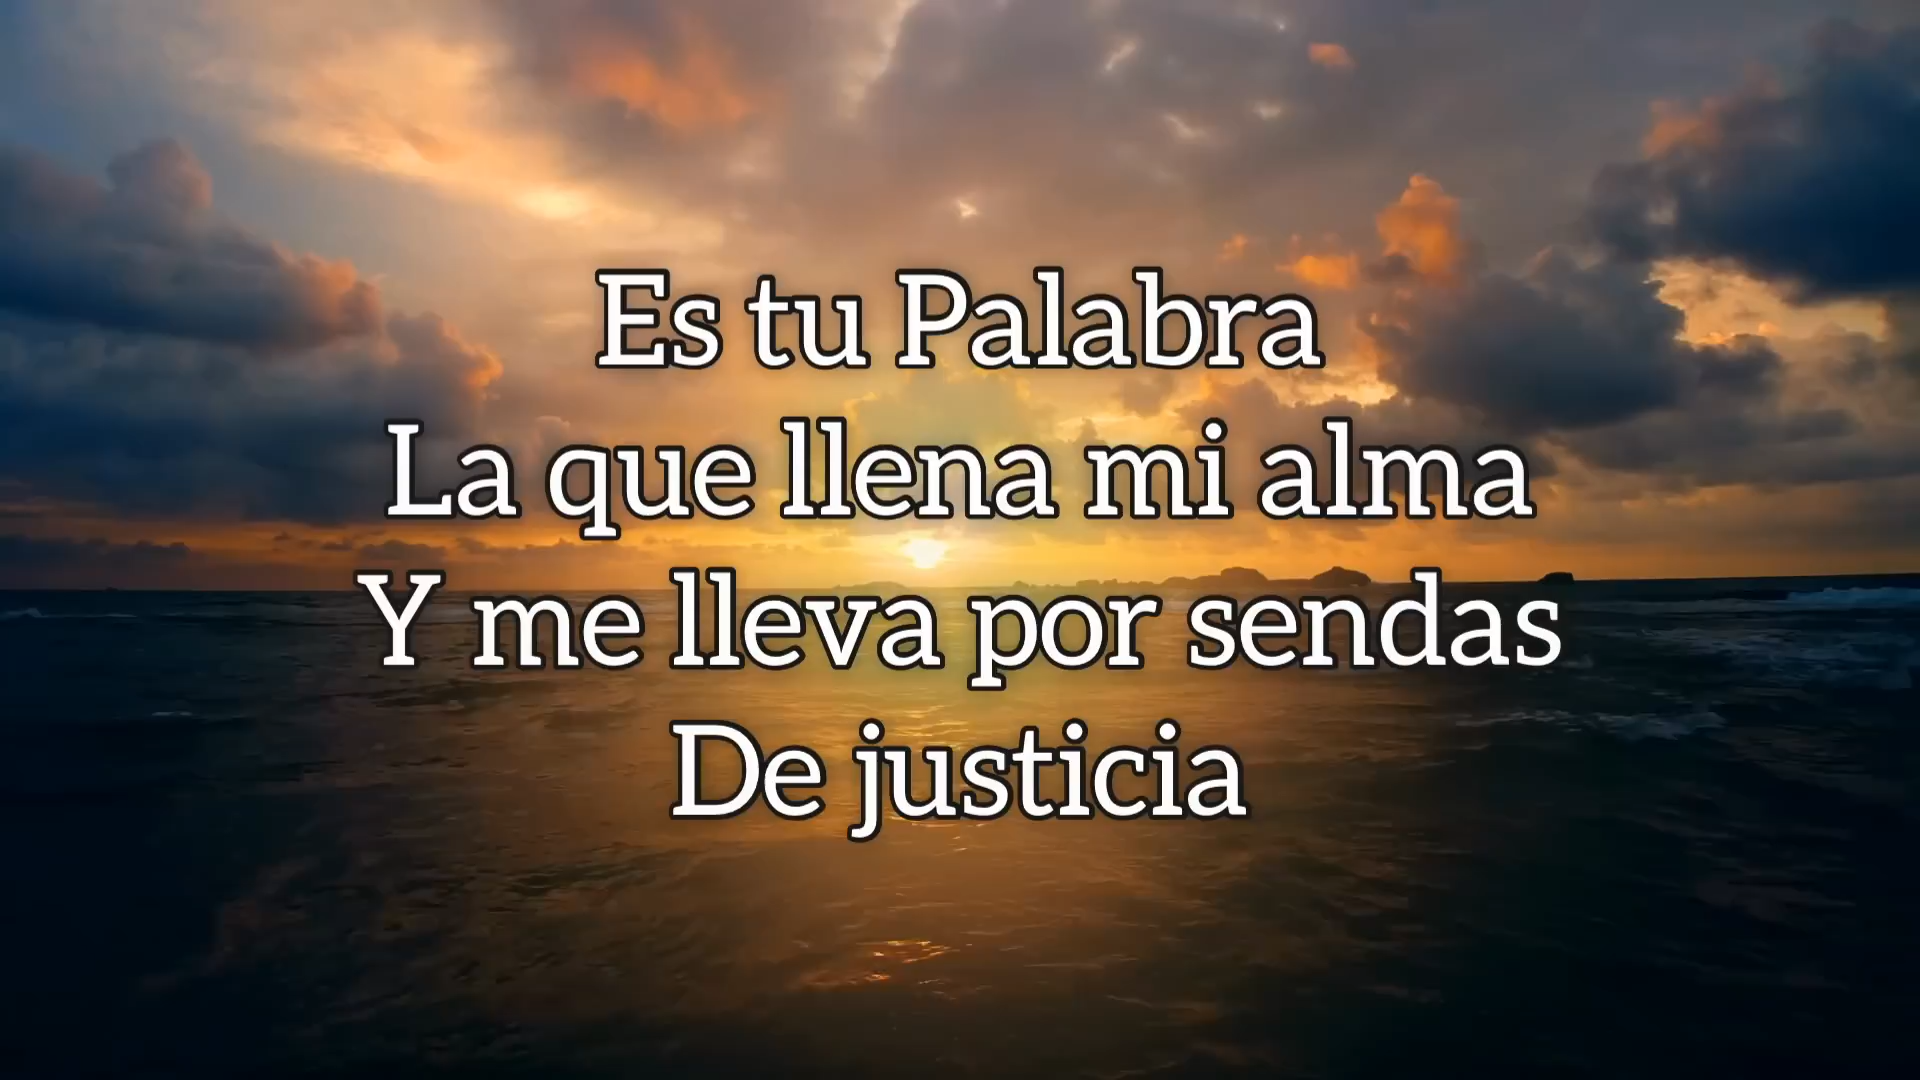 Es tu Palabra
La que llena mi alma
Y me lleva por sendas
De justicia